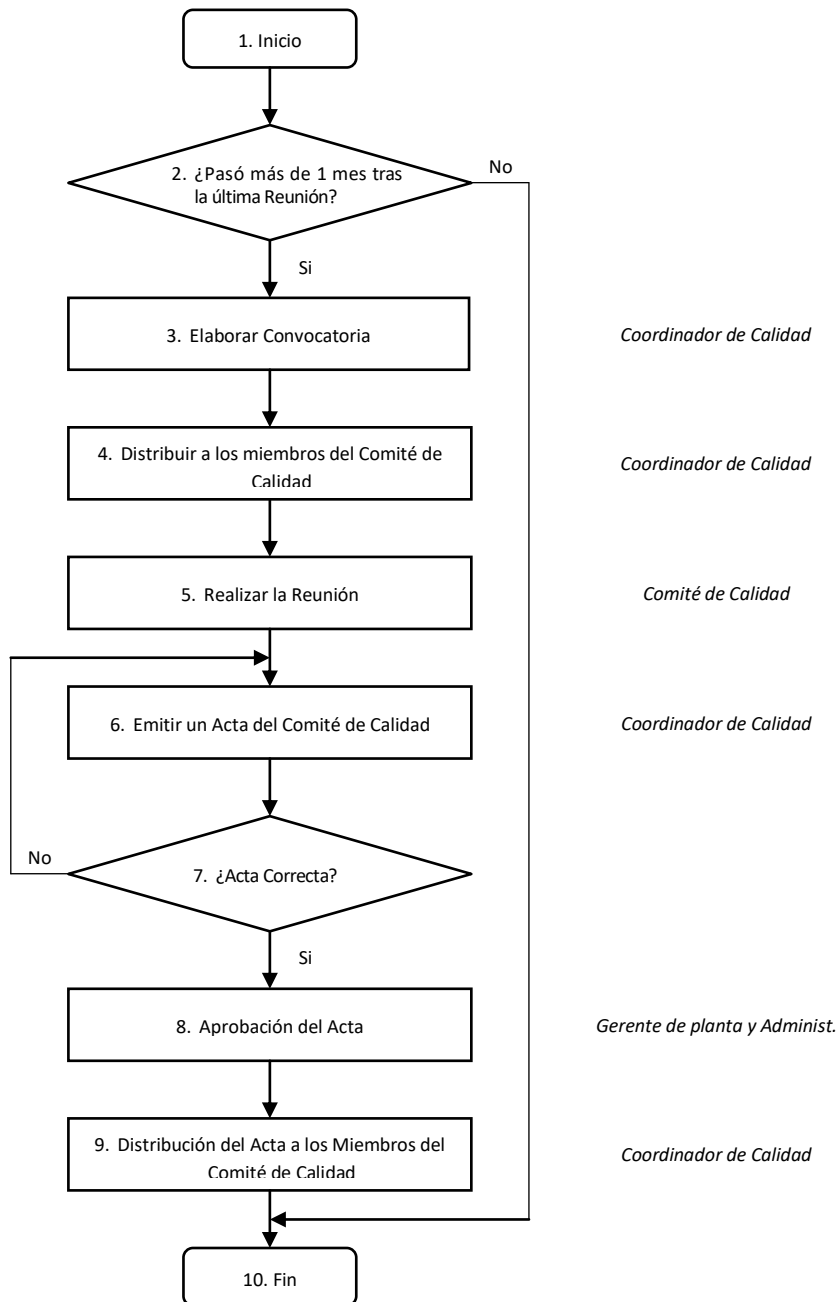 1. Inicio
2. ¿Pasó más de 1 mes tras
la última Reunión?
No
Si
3. Elaborar Convocatoria
Coordinador de Calidad
4. Distribuir a los miembros del Comité de
Calidad
Coordinador de Calidad
5. Realizar la Reunión
Comité de Calidad
6. Emitir un Acta del Comité de Calidad
Coordinador de Calidad
No
7. ¿Acta Correcta?
Si
8. Aprobación del Acta
Gerente de planta y Administ.
9. Distribución del Acta a los Miembros del
Comité de Calidad
Coordinador de Calidad
10. Fin